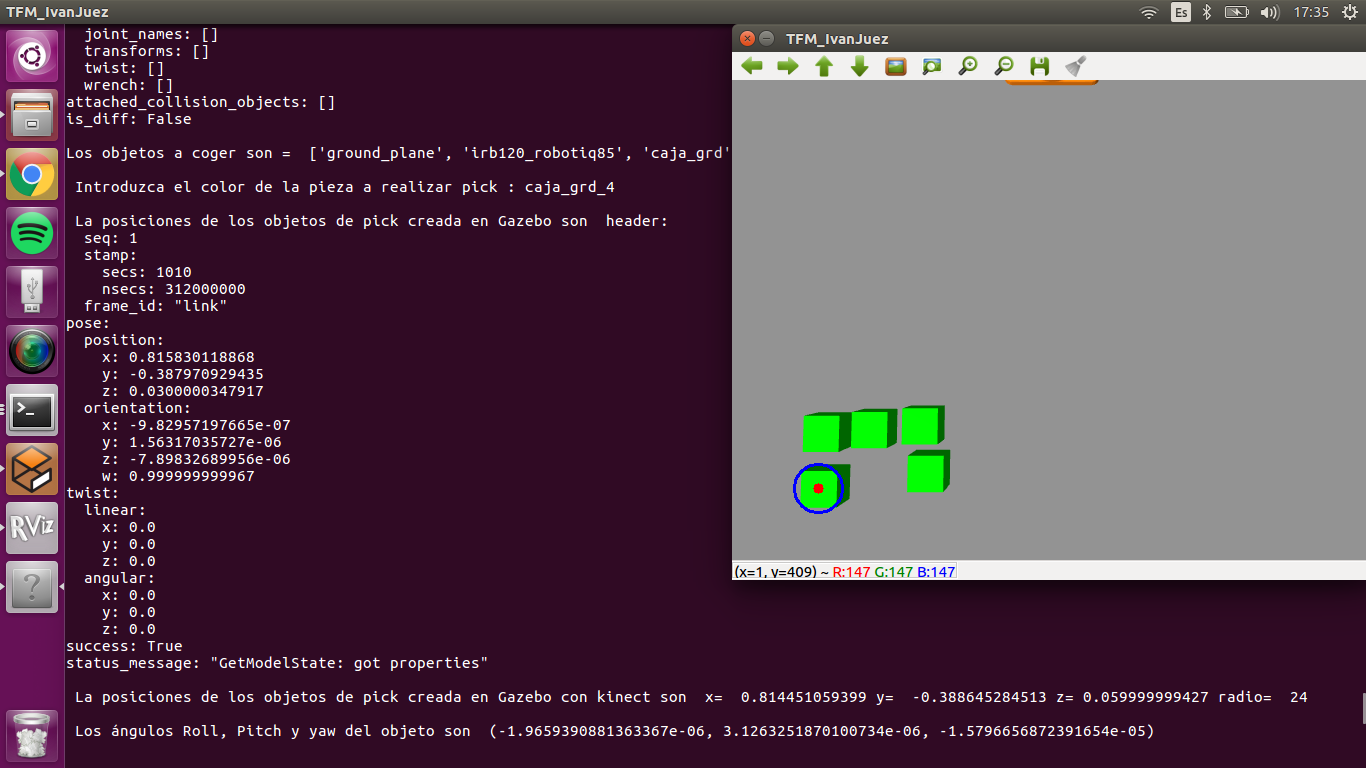 TFM_IvanJuez
Es
17:35
joint_names: []
transforms: []
twist: []
wrench: []
attached_collision_objects: []
is_diff: False
Los objetos a coger son =  ['ground_plane', 'irb120_robotiq85', 'caja_grd'
Introduzca el color de la pieza a realizar pick : caja_grd_4
La posiciones de los objetos de pick creada en Gazebo son  header:
seq: 1
stamp:
secs: 1010
nsecs: 312000000
frame_id: "link"
pose:
position:
x: 0.815830118868
y: -0.387970929435
z: 0.0300000347917
orientation:
x: -9.82957197665e-07
y: 1.56317035727e-06
z: -7.89832689956e-06
w: 0.999999999967
twist:
linear:
x: 0.0
y: 0.0
z: 0.0
angular:
x: 0.0
y: 0.0
z: 0.0
success: True
status_message: "GetModelState: got properties"
La posiciones de los objetos de pick creada en Gazebo con kinect son  x=  0.814451059399 y=  -0.388645284513 z= 0.059999999427 radio=  24
Los ángulos Roll, Pitch y yaw del objeto son  (-1.9659390881363367e-06, 3.1263251870100734e-06, -1.5796656872391654e-05)
TFM_IvanJuez
(x=1, y=409) ~ R:147 G:147 B:147
RViz
?